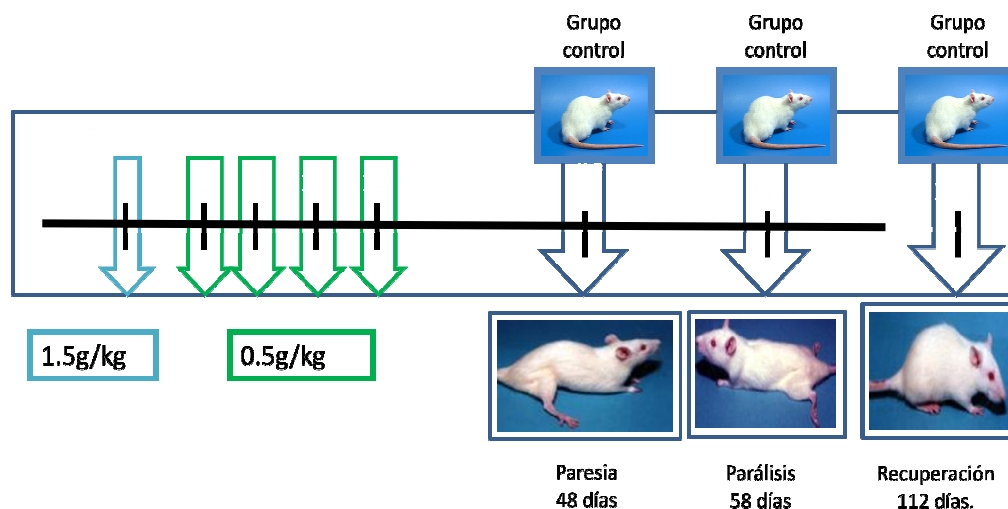 Grupo
control
Grupo
control
Grupo
control
1.5g/kg
0.5g/kg
Paresia
48 días
Parálisis
58 días
Recuperación
112 días.